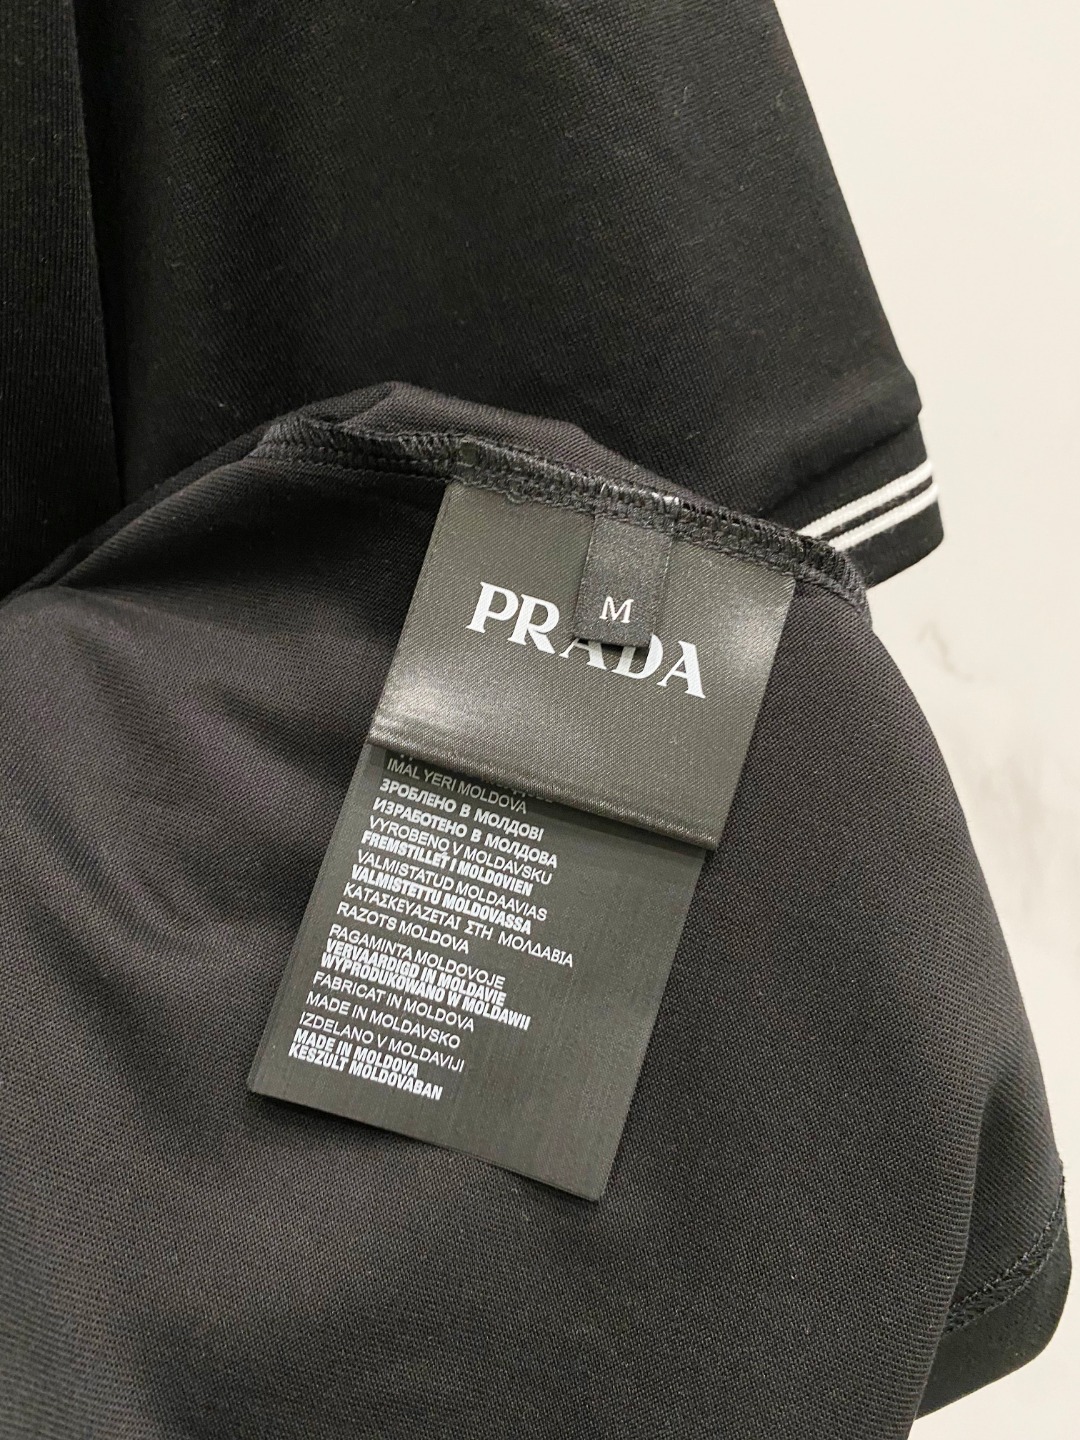 M
PRADA
IMAL YERI MOLDOVA
ЗРОБЛЕНО В МОЛДОВІ
ИЗРАБОТЕНО В МОЛДОВА
VYROBENO V MOLDAVSKU
FREMSTILLET I MOLDOVIEN
VALMISTATUD MOLDAAVIAS
VALMISTETTU MOLDOVASSA
ΚΑΤΑΣΚΕΥΑΖΕΤΑΙ ΣΤΗ ΜΟΛΔΑΒΙΑ
RAZOTS MOLDOVA
PAGAMINTA MOLDOVOJE
VERVAARDIGD IN MOLDAVIE
WYPRODUKOWANO W MOLDAWII
FABRICAT IN MOLDOVA
MADE IN MOLDAVSKO
IZDELANO V MOLDAVIJI
MADE IN MOLDOVA
KESZULT MOLDOVABAN